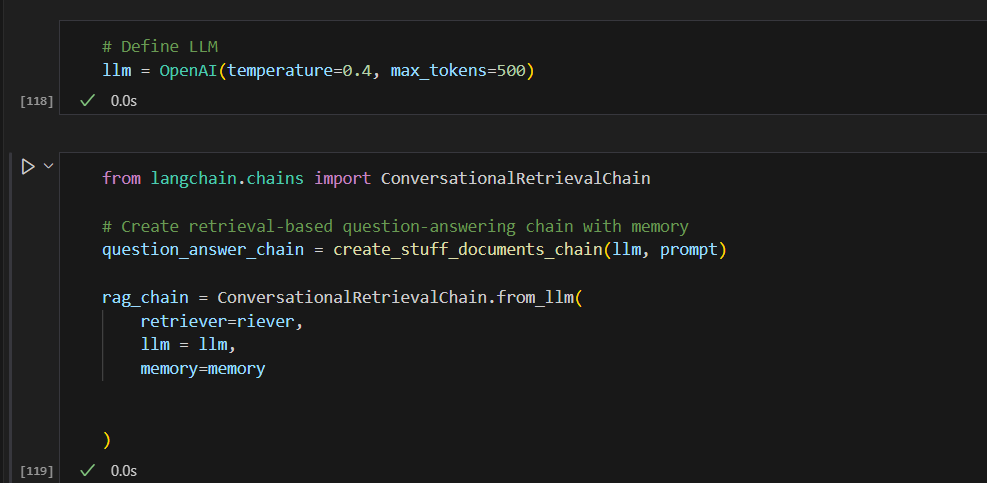 # Define LLM
llm = OpenAI(temperature=0.4, max_tokens=500)
[118] 0.0s
from langchain.chains import ConversationalRetrievalChain
# Create retrieval-based question-answering chain with memory
question_answer_chain = create_stuff_documents_chain(llm, prompt)
rag_chain = ConversationalRetrievalChain.from_llm(
retriever=riever,
llm = llm,
memory=memory
)
[119] 0.0s